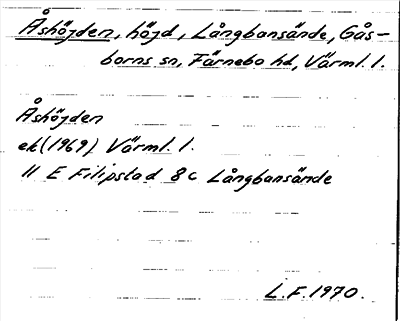 Åshöjden, höjd, Långbansände, Gås-
borns sn, Färnebo hd, Värml. l.
Åshöjden
ek (1969) Värml. l.
11 E Filipstad 8c Långbansände
L.F. 1970.